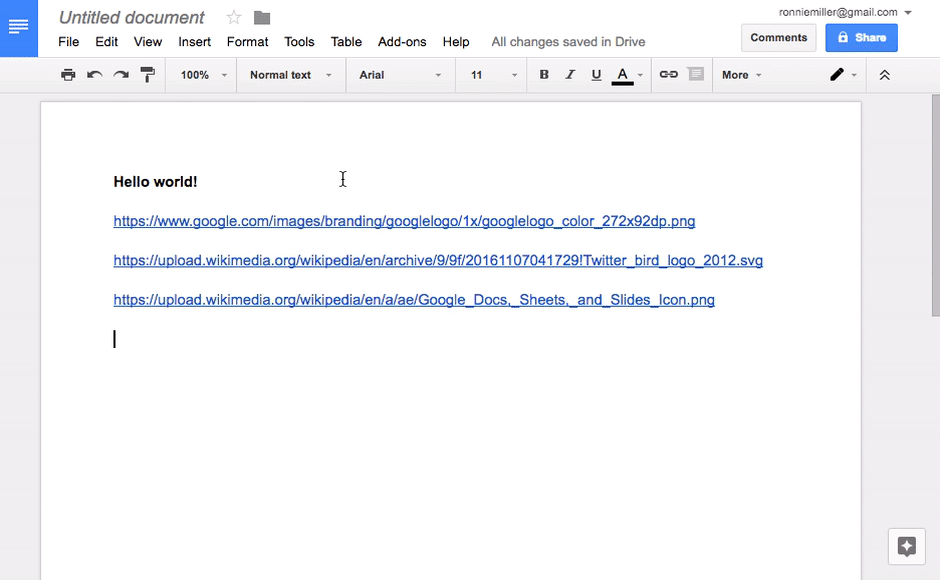 Untitled document
ronniemiller@gmail.com
File Edit View Insert Format Tools Table Add-ons Help All changes saved in Drive
Comments Share
100% Normal text Arial 11 B I U A More
Hello world!
https://www.google.com/images/branding/googlelogo/1x/googlelogo_color_272x92dp.png
https://upload.wikimedia.org/wikipedia/en/archive/9/9f/20161107041729!Twitter_bird_logo_2012.svg
https://upload.wikimedia.org/wikipedia/en/a/ae/Google_Docs,_Sheets,_and_Slides_Icon.png